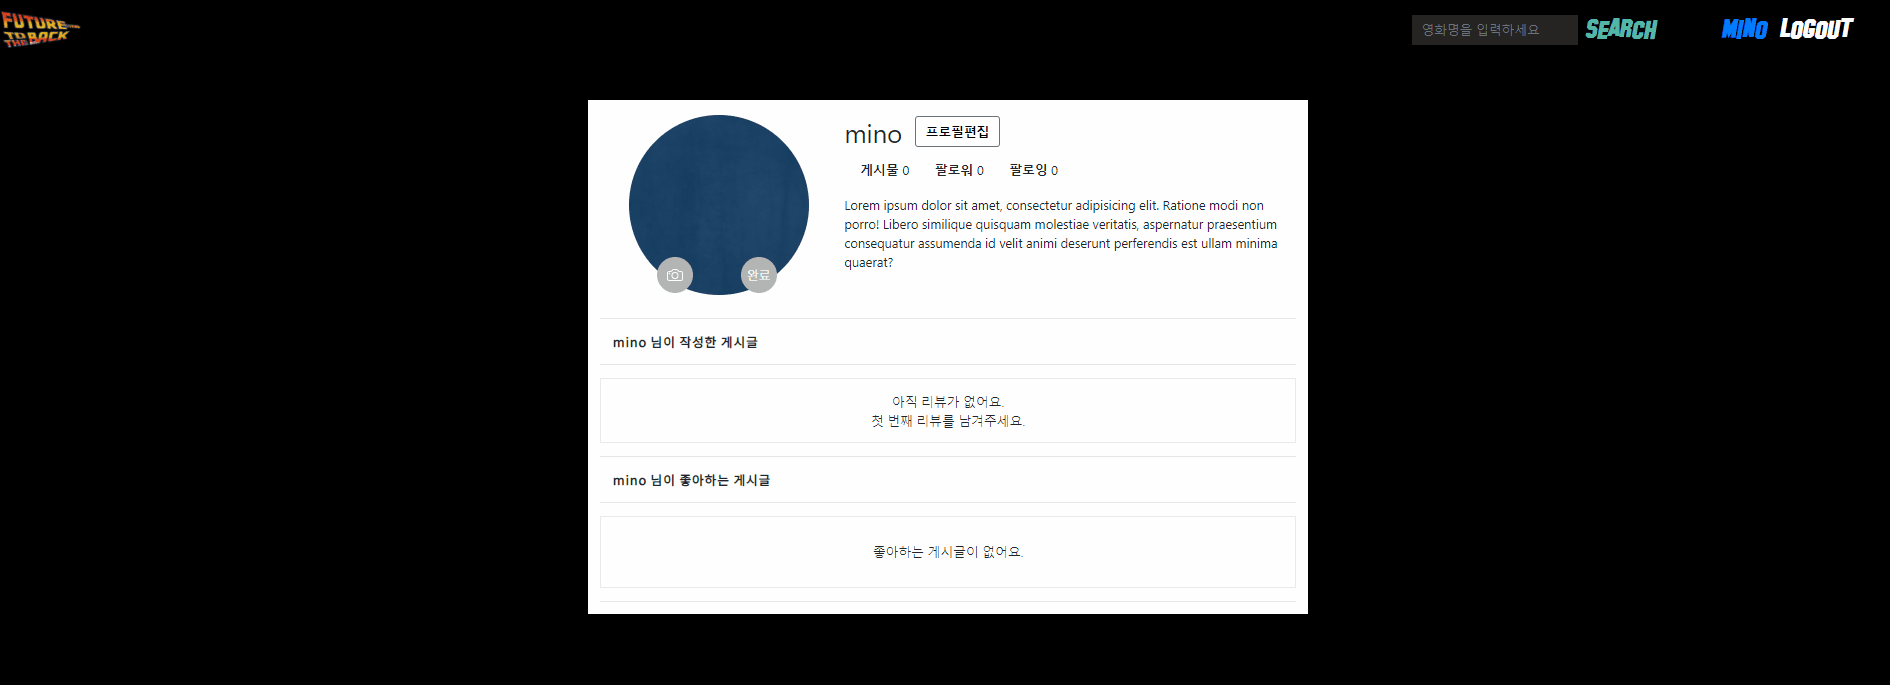 FUTURE
TO THE BACK
영화명을 입력하세요 SEARCH MINO LOGOUT
mino 프로필편집
게시물 0 팔로워 0 팔로잉 0
Lorem ipsum dolor sit amet, consectetur adipisicing elit. Ratione modi non
porro! Libero similique quisquam molestiae veritatis, aspernatur praesentium
consequatur assumenda id velit animi deserunt perferendis est ullam minima
quaerat?
완료
mino 님이 작성한 게시글
아직 리뷰가 없어요.
첫 번째 리뷰를 남겨주세요.
mino 님이 좋아하는 게시글
좋아하는 게시글이 없어요.